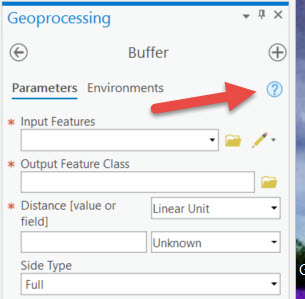 Geoprocessing
Buffer
Parameters Environments
* Input Features
* Output Feature Class
* Distance [value or field]
Linear Unit
Unknown
Side Type
Full